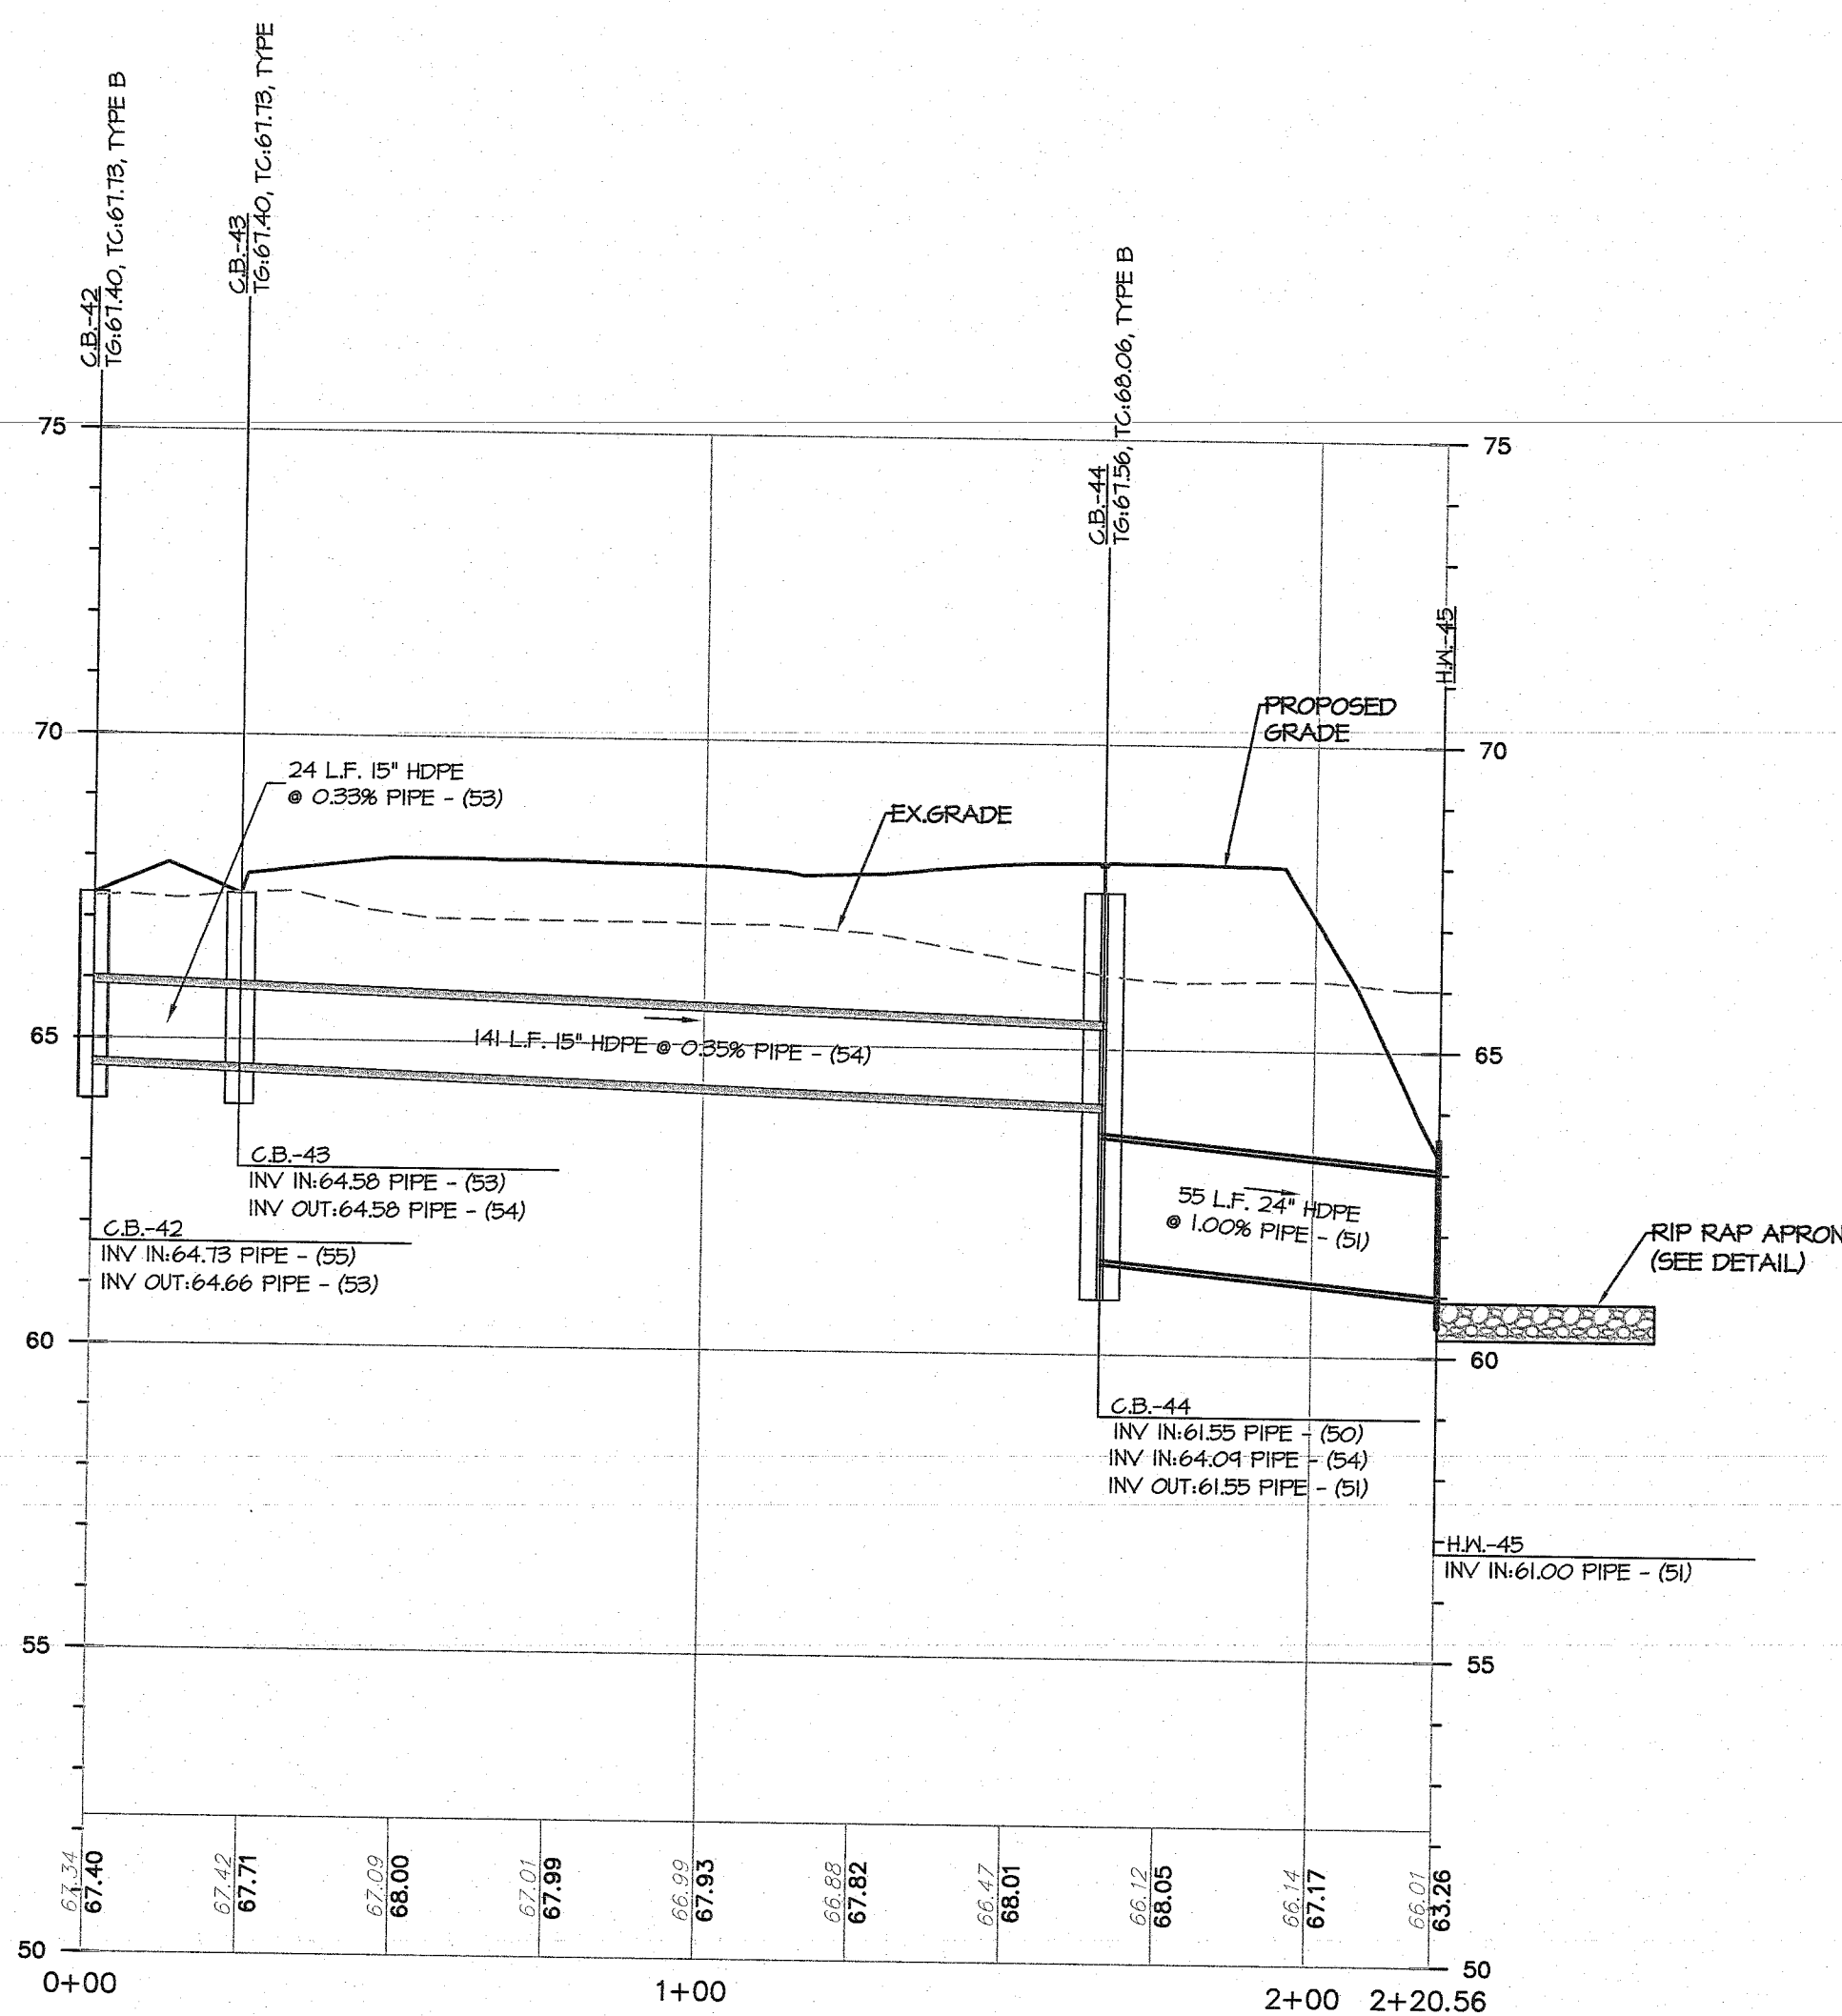 C.B.-42
TG:67.40, TC:67.73, TYPE B
C.B.-43
TG:67.40, TC:67.73, TYPE
C.B.-44
TG:67.56, TC:68.06, TYPE B
H.W.-45
75
75
70
70
PROPOSED
GRADE
24 L.F. 15" HDPE
@ 0.33% PIPE - (53)
EX.GRADE
65
65
141 L.F. 15" HDPE @ 0.35% PIPE - (54)
C.B.-43
INV IN:64.58 PIPE - (53)
INV OUT:64.58 PIPE - (54)
C.B.-42
INV IN:64.73 PIPE - (55)
INV OUT:64.66 PIPE - (53)
55 L.F. 24" HDPE
@ 1.00% PIPE - (51)
RIP RAP APRON
(SEE DETAIL)
60
60
C.B.-44
INV IN:61.55 PIPE - (50)
INV IN:64.09 PIPE - (54)
INV OUT:61.55 PIPE - (51)
H.W.-45
INV IN:61.00 PIPE - (51)
55
55
67.34
67.40
67.42
67.71
67.09
68.00
67.01
67.99
66.99
67.93
66.88
67.82
66.47
68.01
66.12
68.05
66.14
67.17
66.01
63.26
50
50
0+00
1+00
2+00
2+20.56